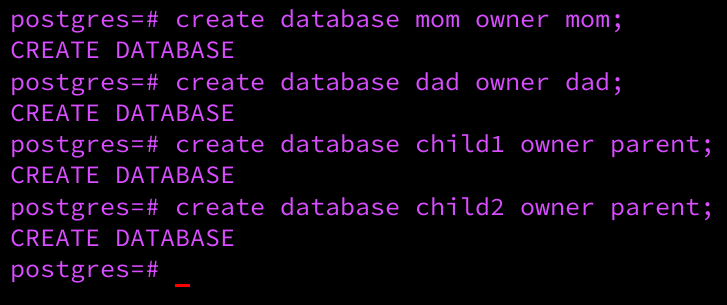 postgres=# create database mom owner mom;
CREATE DATABASE
postgres=# create database dad owner dad;
CREATE DATABASE
postgres=# create database child1 owner parent;
CREATE DATABASE
postgres=# create database child2 owner parent;
CREATE DATABASE
postgres=#